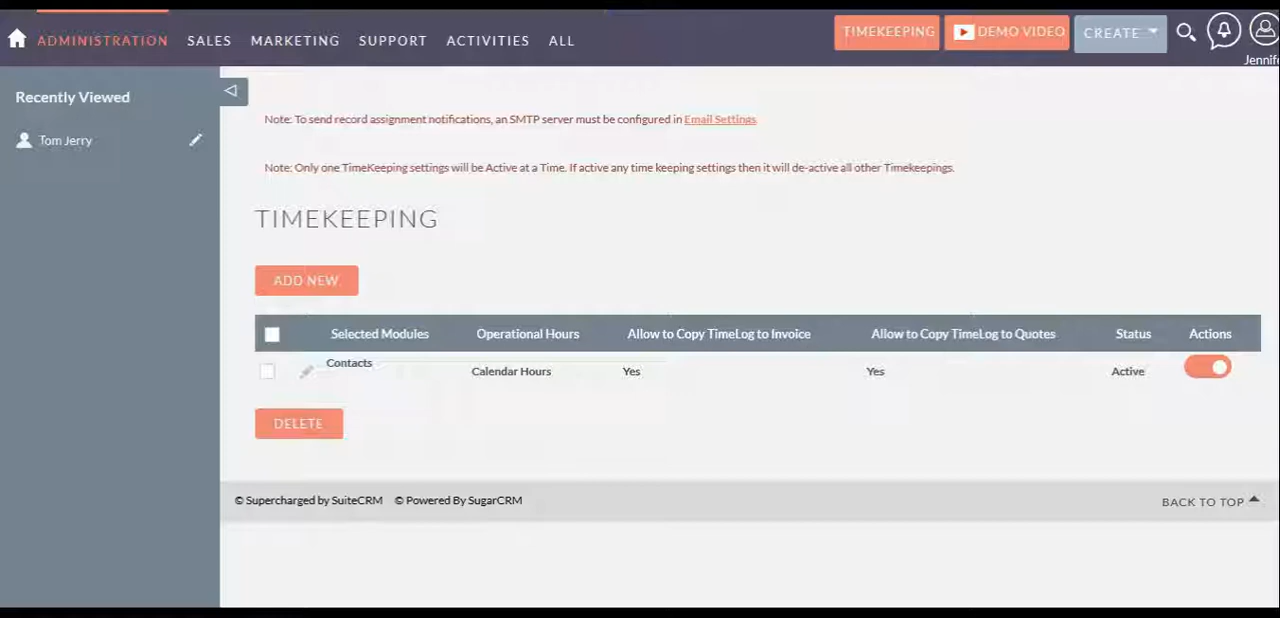 ADMINISTRATION SALES MARKETING SUPPORT ACTIVITIES ALL TIMEKEEPING DEMO VIDEO CREATE
Jennife
Recently Viewed
Tom Jerry
Note: To send record assignment notifications, an SMTP server must be configured in Email Settings.
Note: Only one TimeKeeping settings will be Active at a Time. If active any time keeping settings then it will de-active all other Timekeepings.
TIMEKEEPING
ADD NEW
Selected Modules Operational Hours Allow to Copy TimeLog to Invoice Allow to Copy TimeLog to Quotes Status Actions
Contacts Calendar Hours Yes Yes Active
DELETE
© Supercharged by SuiteCRM © Powered By SugarCRM BACK TO TOP